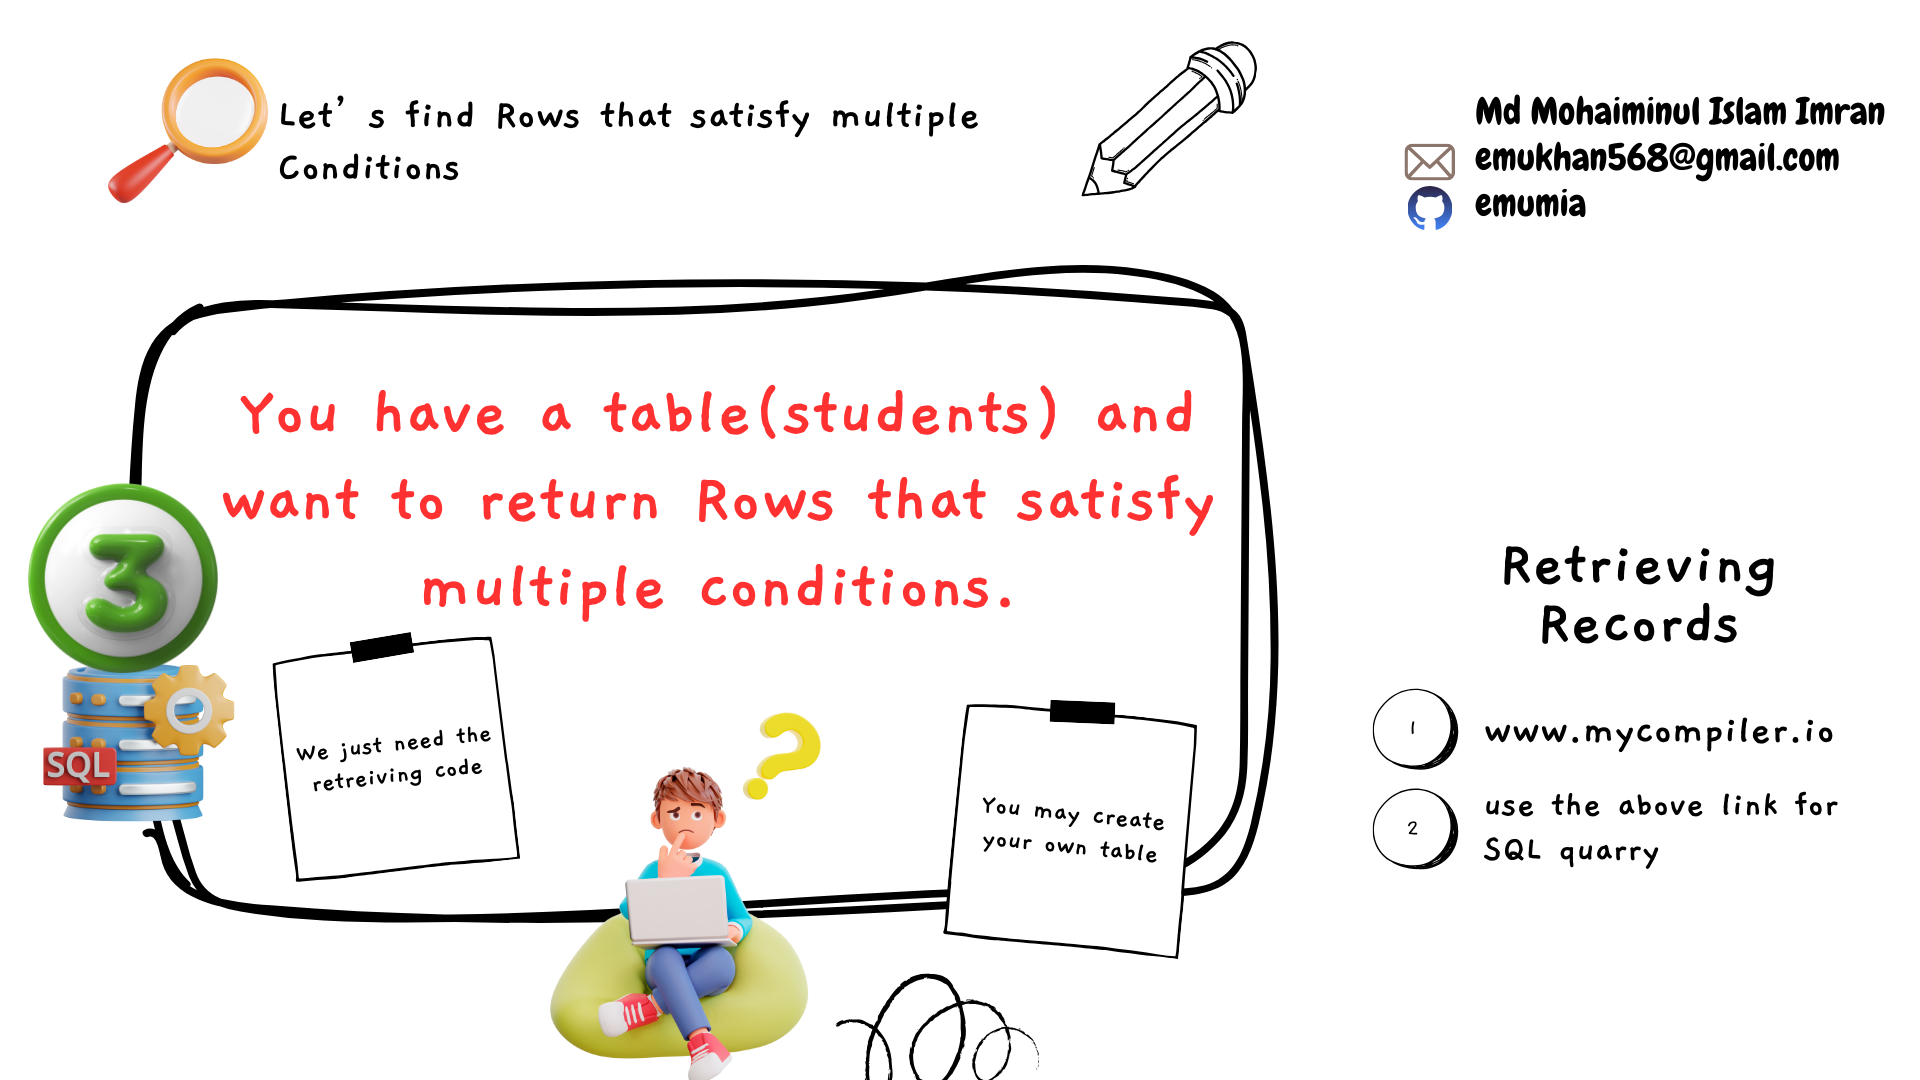 Let’s find Rows that satisfy multiple
Conditions
Md Mohaiminul Islam Imran
emukhan568@gmail.com
emumia
You have a table(students) and
want to return Rows that satisfy
multiple conditions.
3
SQL
We just need the
retreiving code
You may create
your own table
Retrieving
Records
1
www.mycompiler.io
2
use the above link for
SQL quarry